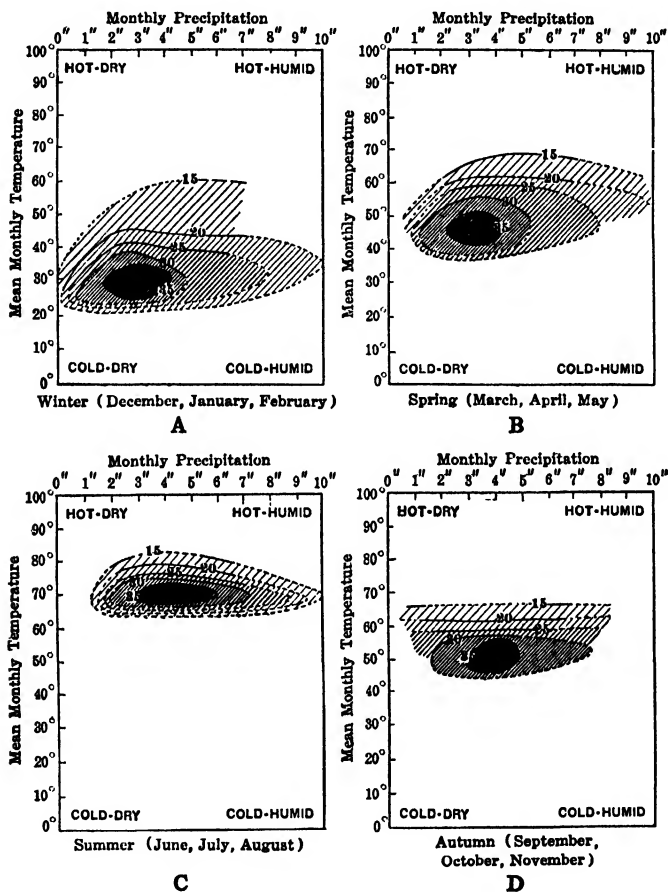 Monthly Precipitation
0" 1" 2" 3" 4" 5" 6" 7" 8" 9" 10"
100°
HOT-DRY HOT-HUMID
90°
80°
70°
60°
50°
40°
30°
20°
10°
0°
Mean Monthly Temperature
15
20
25
30
COLD-DRY COLD-HUMID
Winter (December, January, February)
A
Monthly Precipitation
0" 1" 2" 3" 4" 5" 6" 7" 8" 9" 10"
100°
HOT-DRY HOT-HUMID
90°
80°
70°
60°
50°
40°
30°
20°
10°
0°
Mean Monthly Temperature
15
20
25
30
35
COLD-DRY COLD-HUMID
Spring (March, April, May)
B
Monthly Precipitation
0" 1" 2" 3" 4" 5" 6" 7" 8" 9" 10"
100°
HOT-DRY HOT-HUMID
90°
80°
70°
60°
50°
40°
30°
20°
10°
0°
Mean Monthly Temperature
15
20
25
30
35
COLD-DRY COLD-HUMID
Summer (June, July, August)
C
Monthly Precipitation
0" 1" 2" 3" 4" 5" 6" 7" 8" 9" 10"
100°
HOT-DRY HOT-HUMID
90°
80°
70°
60°
50°
40°
30°
20°
10°
0°
Mean Monthly Temperature
15
20
25
30
35
COLD-DRY COLD-HUMID
Autumn (September,
October, November)
D